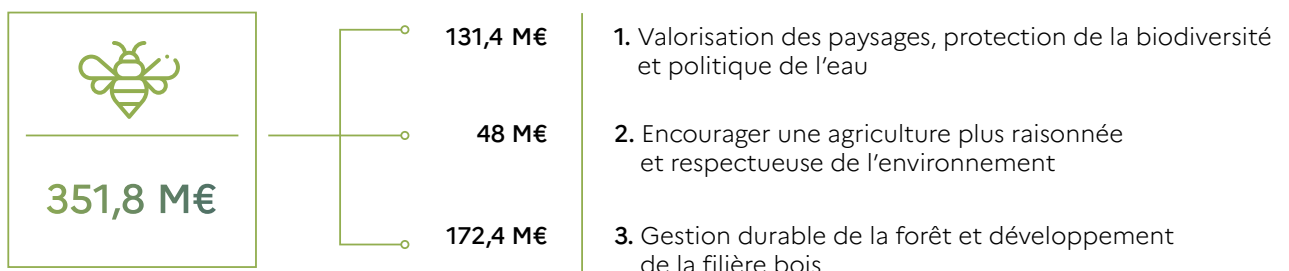 131,4 M€
1. Valorisation des paysages, protection de la biodiversité
et politique de l'eau
351,8 M€
48 M€
2. Encourager une agriculture plus raisonnée
et respectueuse de l'environnement
172,4 M€
3. Gestion durable de la forêt et développement
de la filière bois